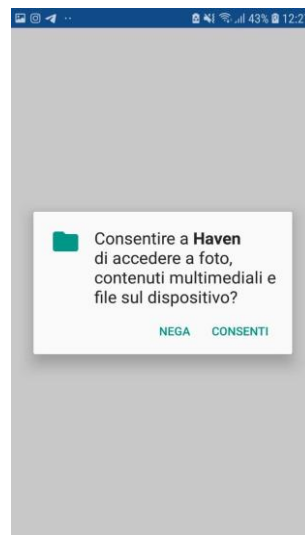 43% 12:2
Consentire a Haven
di accedere a foto,
contenuti multimediali e
file sul dispositivo?
NEGA CONSENTI